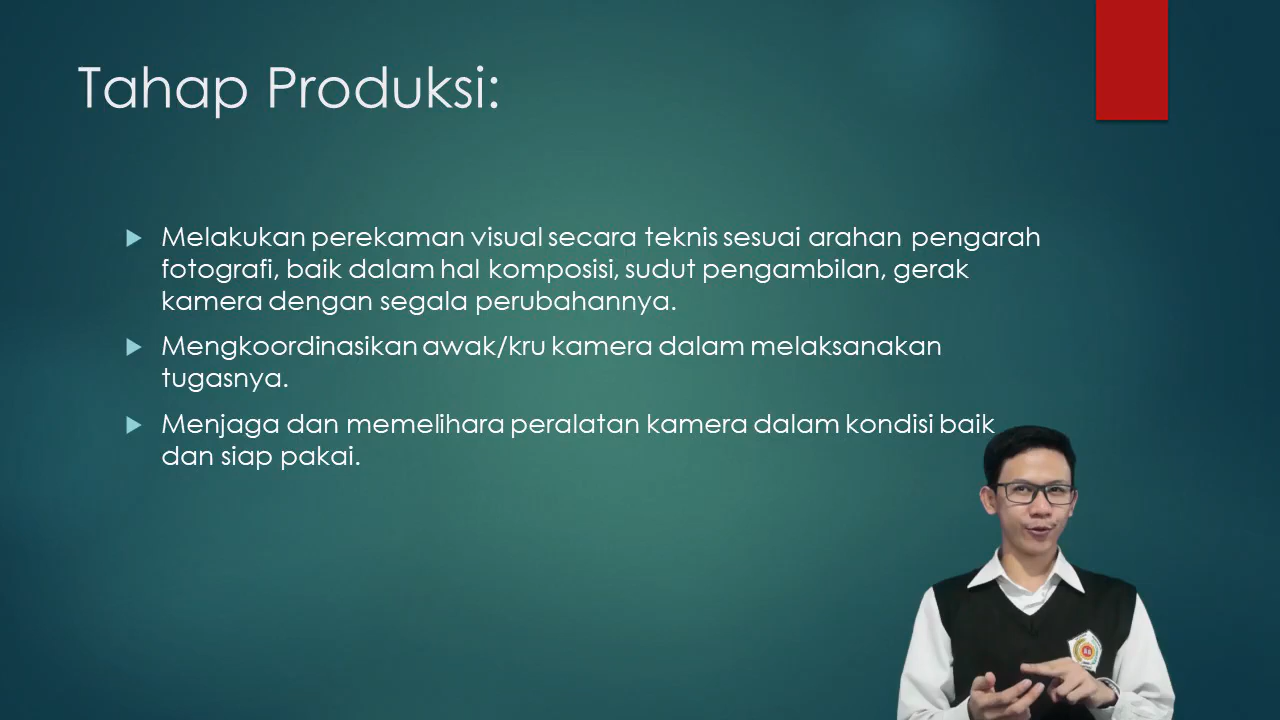 Tahap Produksi:
Melakukan perekaman visual secara teknis sesuai arahan pengarah
fotografi, baik dalam hal komposisi, sudut pengambilan, gerak
kamera dengan segala perubahannya.
Mengkoordinasikan awak/kru kamera dalam melaksanakan
tugasnya.
Menjaga dan memelihara peralatan kamera dalam kondisi baik
dan siap pakai.